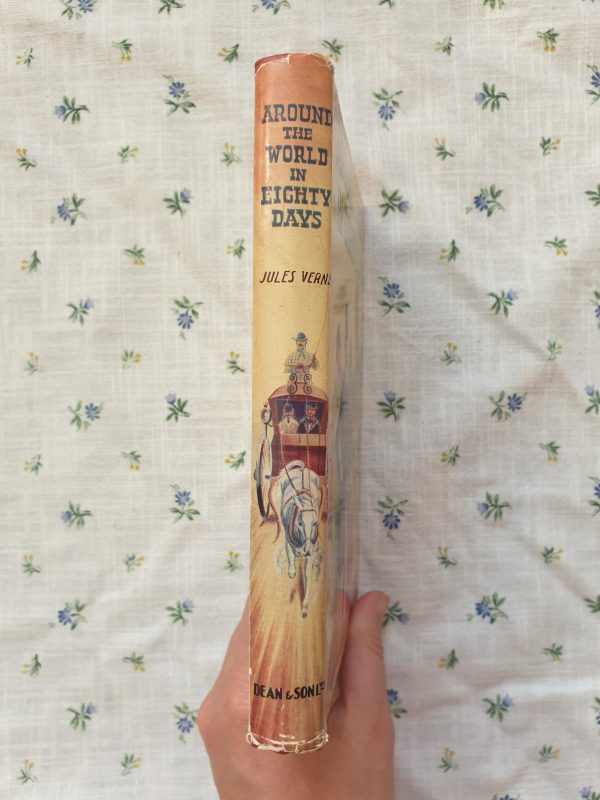 AROUND
THE
WORLD
IN
EIGHTY
DAYS
JULES VERNE
DEAN & SON LTD